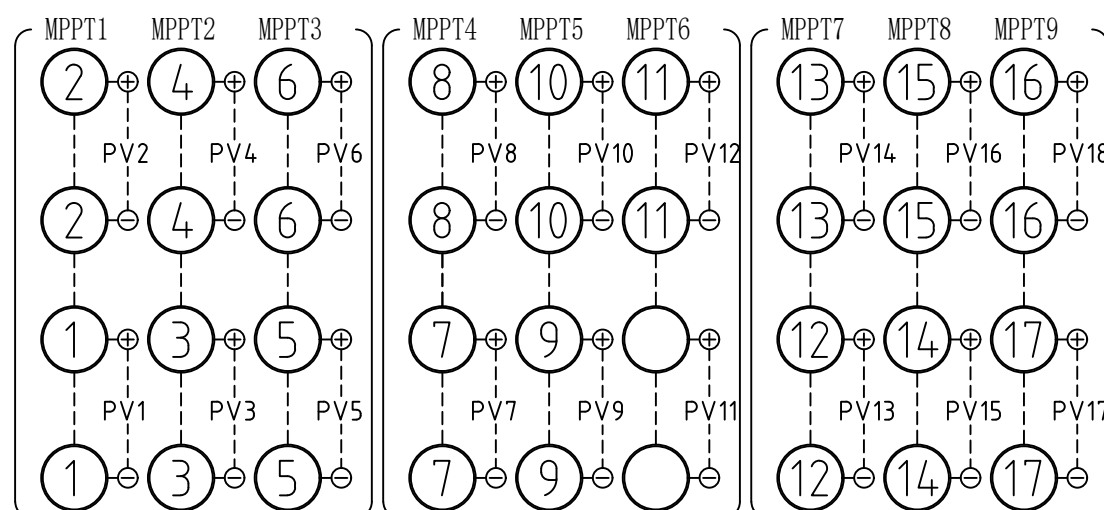 MPPT1 MPPT2 MPPT3 MPPT4 MPPT5 MPPT6 MPPT7 MPPT8 MPPT9
2 4 6 8 10 11 13 15 16
PV2 PV4 PV6 PV8 PV10 PV12 PV14 PV16 PV18
2 4 6 8 10 11 13 15 16
1 3 5 7 9 12 14 17
PV1 PV3 PV5 PV7 PV9 PV11 PV13 PV15 PV17
1 3 5 7 9 12 14 17